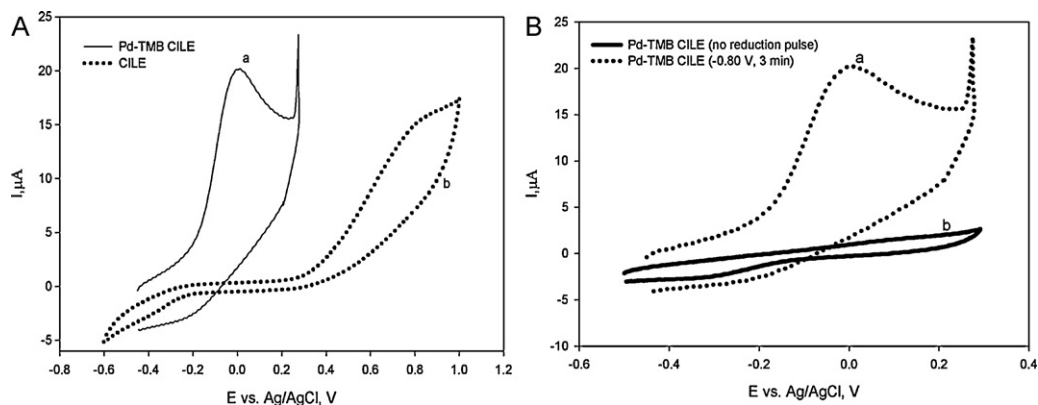 A
Pd-TMB CILE
CILE
a
b
25
20
15
10
5
0
-5
I,µA
-0.8 -0.6 -0.4 -0.2 0.0 0.2 0.4 0.6 0.8 1.0 1.2
E vs. Ag/AgCl, V
B
Pd-TMB CILE (no reduction pulse)
Pd-TMB CILE (-0.80 V, 3 min)
a
b
25
20
15
10
5
0
-5
-10
I,µA
-0.6 -0.4 -0.2 0.0 0.2 0.4
E vs. Ag/AgCl, V